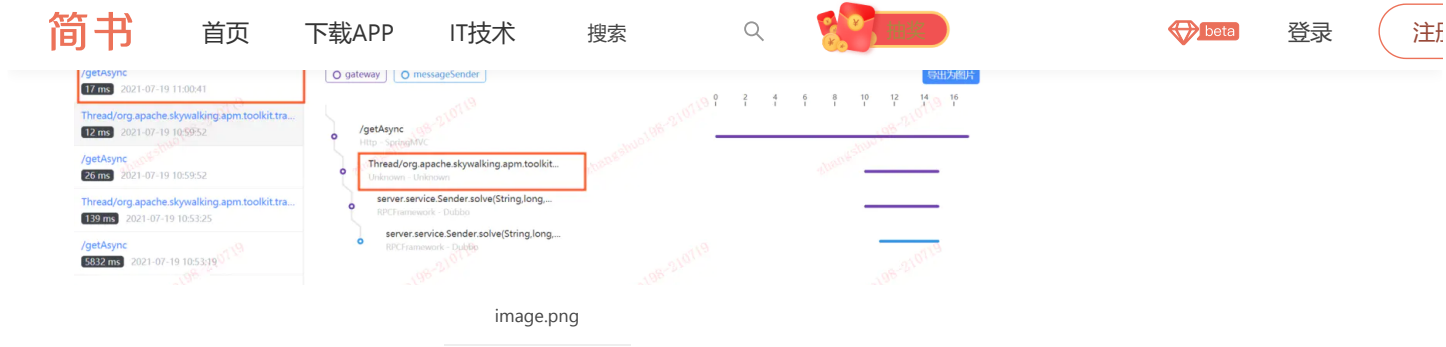 简书 首页 下载APP IT技术 搜索 抽奖 beta 登录 注册
/getAsync
17 ms 2021-07-19 11:00:41
Thread/org.apache.skywalking.apm.toolkit.tra...
12 ms 2021-07-19 10:59:52
/getAsync
26 ms 2021-07-19 10:59:52
Thread/org.apache.skywalking.apm.toolkit.tra...
139 ms 2021-07-19 10:53:25
/getAsync
5832 ms 2021-07-19 10:53:19
gateway messageSender 导出为图片
0 2 4 6 8 10 12 14 16
/getAsync
Http - SpringMVC
Thread/org.apache.skywalking.apm.toolkit...
Unknown - Unknown
server.service.Sender.solve(String,long,...
RPCFramework - Dubbo
server.service.Sender.solve(String,long,...
RPCFramework - Dubbo
image.png